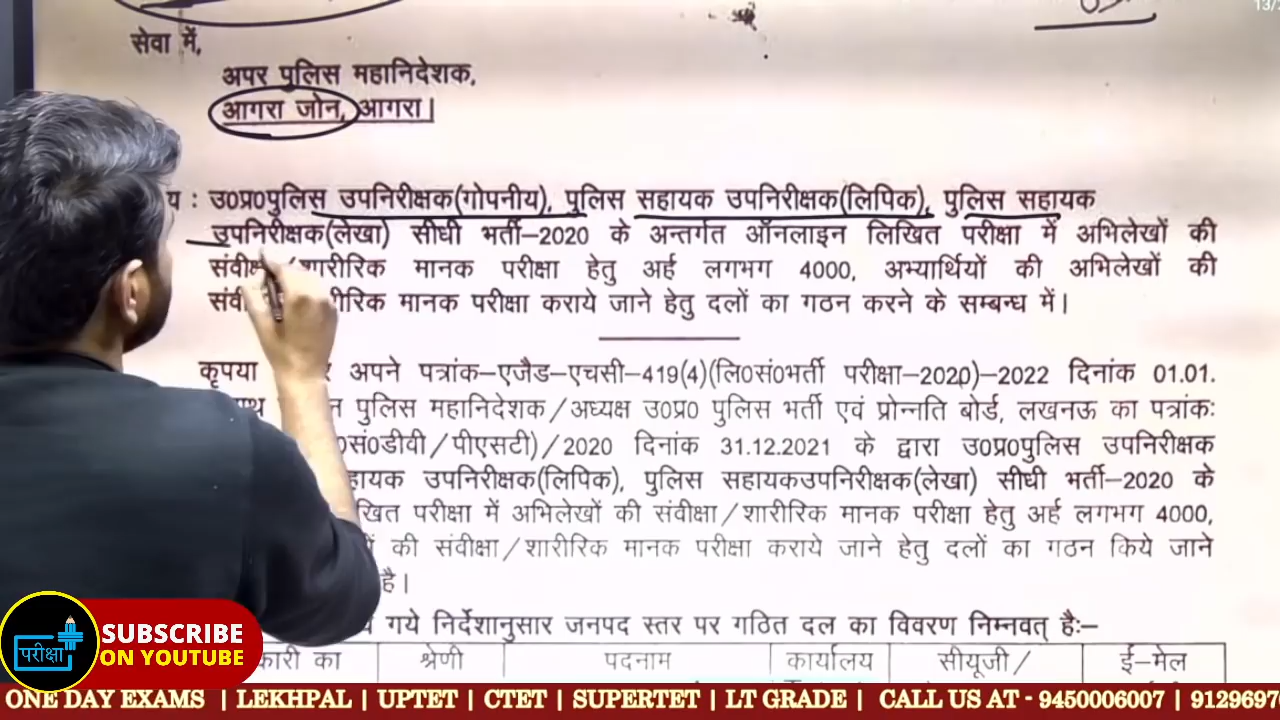 13/
सेवा में,
अपर पुलिस महानिदेशक,
आगरा जोन, आगरा।
य : उ0प्र0पुलिस उपनिरीक्षक(गोपनीय), पुलिस सहायक उपनिरीक्षक(लिपिक), पुलिस सहायक
उपनिरीक्षक(लेखा) सीधी भर्ती–2020 के अन्तर्गत ऑनलाइन लिखित परीक्षा में अभिलेखों की
शारीरिक मानक परीक्षा हेतु अर्ह लगभग 4000, अभ्यार्थियों की अभिलेखों की
मानक परीक्षा कराये जाने हेतु दलों का गठन करने के सम्बन्ध में।
कृपया अपने पत्रांक–एजैड–एचसी–419(4)(लि0सं0भर्ती परीक्षा–2020)–2022 दिनांक 01.01.
पुलिस महानिदेशक/अध्यक्ष उ0प्र0 पुलिस भर्ती एवं प्रोन्नति बोर्ड, लखनऊ का पत्रांकः
सं0डीवी/पीएसटी)/2020 दिनांक 31.12.2021 के द्वारा उ0प्र0पुलिस उपनिरीक्षक
उपनिरीक्षक(लिपिक), पुलिस सहायकउपनिरीक्षक(लेखा) सीधी भर्ती–2020 के
परीक्षा में अभिलेखों की संवीक्षा/शारीरिक मानक परीक्षा हेतु अर्ह लगभग 4000,
की संवीक्षा/शारीरिक मानक परीक्षा कराये जाने हेतु दलों का गठन किये जाने
है।
गये निर्देशानुसार जनपद स्तर पर गठित दल का विवरण निम्नवत् है:–
कारी का श्रेणी पदनाम कार्यालय सीयूजी/ ई–मेल
परीक्षा
SUBSCRIBE
ON YOUTUBE
ONE DAY EXAMS | LEKHPAL | UPTET | CTET | SUPERTET | LT GRADE | CALL US AT - 9450006007 | 9129697